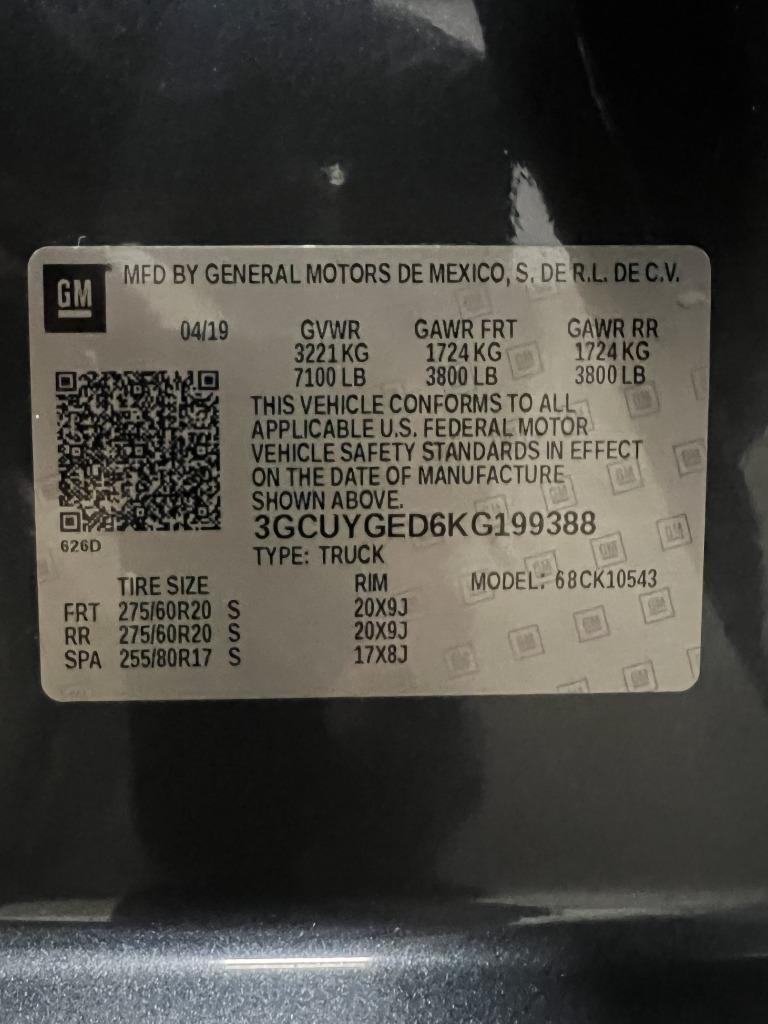 GM MFD BY GENERAL MOTORS DE MEXICO, S. DE R.L. DE C.V.
04/19 GVWR GAWR FRT GAWR RR
3221 KG 1724 KG 1724 KG
7100 LB 3800 LB 3800 LB
THIS VEHICLE CONFORMS TO ALL
APPLICABLE U.S. FEDERAL MOTOR
VEHICLE SAFETY STANDARDS IN EFFECT
ON THE DATE OF MANUFACTURE
SHOWN ABOVE.
3GCUYGED6KG199388
626D
TYPE: TRUCK
TIRE SIZE RIM MODEL: 68CK10543
FRT 275/60R20 S 20X9J
RR 275/60R20 S 20X9J
SPA 255/80R17 S 17X8J